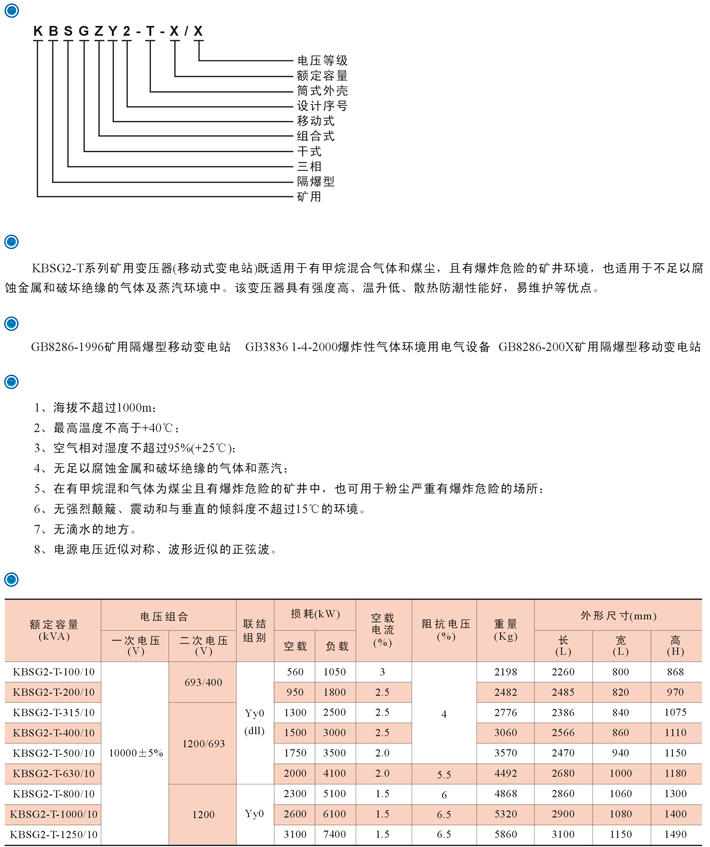 KBSGZY2-T-X/X
电压等级
额定容量
筒式外壳
设计序号
移动式
组合式
干式
三相
隔爆型
矿用
KBSG2-T系列矿用变压器(移动式变电站)既适用于有甲烷混合气体和煤尘，且有爆炸危险的矿井环境，也适用于不足以腐
蚀金属和破坏绝缘的气体及蒸汽环境中。该变压器具有强度高、温升低、散热防潮性能好，易维护等优点。
GB8286-1996矿用隔爆型移动变电站 GB3836 1-4-2000爆炸性气体环境用电气设备 GB8286-200X矿用隔爆型移动变电站
1、海拔不超过1000m；
2、最高温度不高于+40℃；
3、空气相对湿度不超过95%(+25℃)；
4、无足以腐蚀金属和破坏绝缘的气体和蒸汽；
5、在有甲烷混和气体为煤尘且有爆炸危险的矿井中，也可用于粉尘严重有爆炸危险的场所；
6、无强烈颠簸、震动和与垂直的倾斜度不超过15℃的环境。
7、无滴水的地方。
8、电源电压近似对称、波形近似的正弦波。
额定容量 (kVA) 电压组合 联结组别 损耗(kW) 空载电流(%) 阻抗电压(%) 重量(Kg) 外形尺寸(mm)
一次电压(V) 二次电压(V) 空载 负载 长(L) 宽(L) 高(H)
KBSG2-T-100/10 10000±5% 693/400 Yy0 (dll) 560 1050 3 4 2198 2260 800 868
KBSG2-T-200/10 950 1800 2.5 2482 2485 820 970
KBSG2-T-315/10 1200/693 1300 2500 2.5 2776 2386 840 1075
KBSG2-T-400/10 1500 3000 2.5 3060 2566 860 1110
KBSG2-T-500/10 1750 3500 2.0 3570 2470 940 1150
KBSG2-T-630/10 2000 4100 2.0 5.5 4492 2680 1000 1180
KBSG2-T-800/10 1200 Yy0 2300 5100 1.5 6 4868 2860 1060 1300
KBSG2-T-1000/10 2600 6100 1.5 6.5 5320 2900 1080 1400
KBSG2-T-1250/10 3100 7400 1.5 6.5 5860 3100 1150 1490